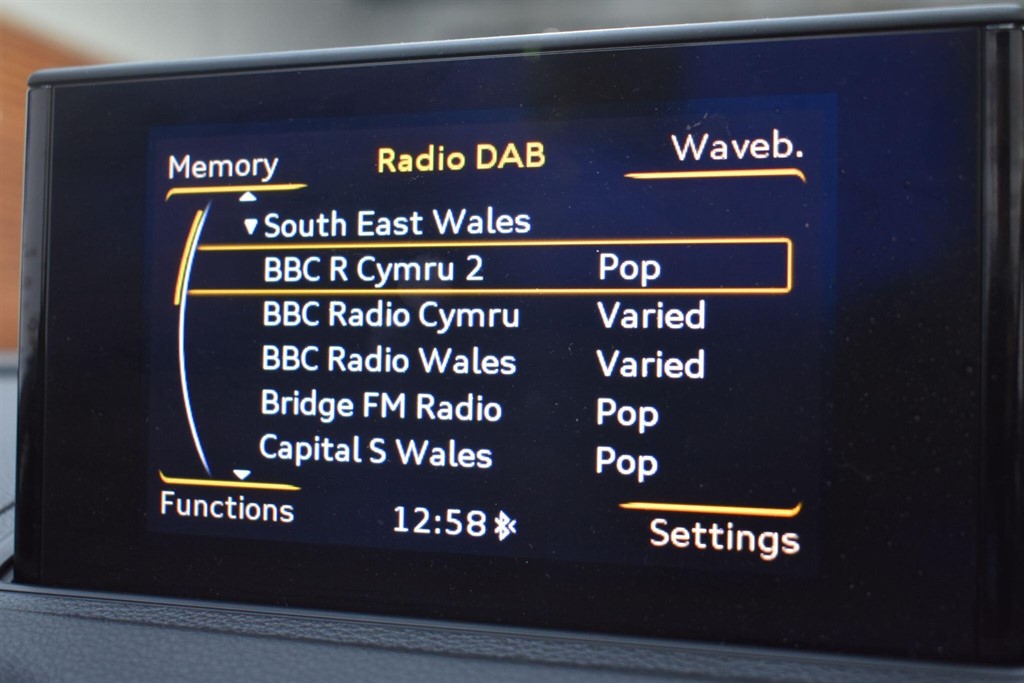 Memory Radio DAB Waveb.
South East Wales
BBC R Cymru 2 Pop
BBC Radio Cymru Varied
BBC Radio Wales Varied
Bridge FM Radio Pop
Capital S Wales Pop
Functions 12:58 Settings